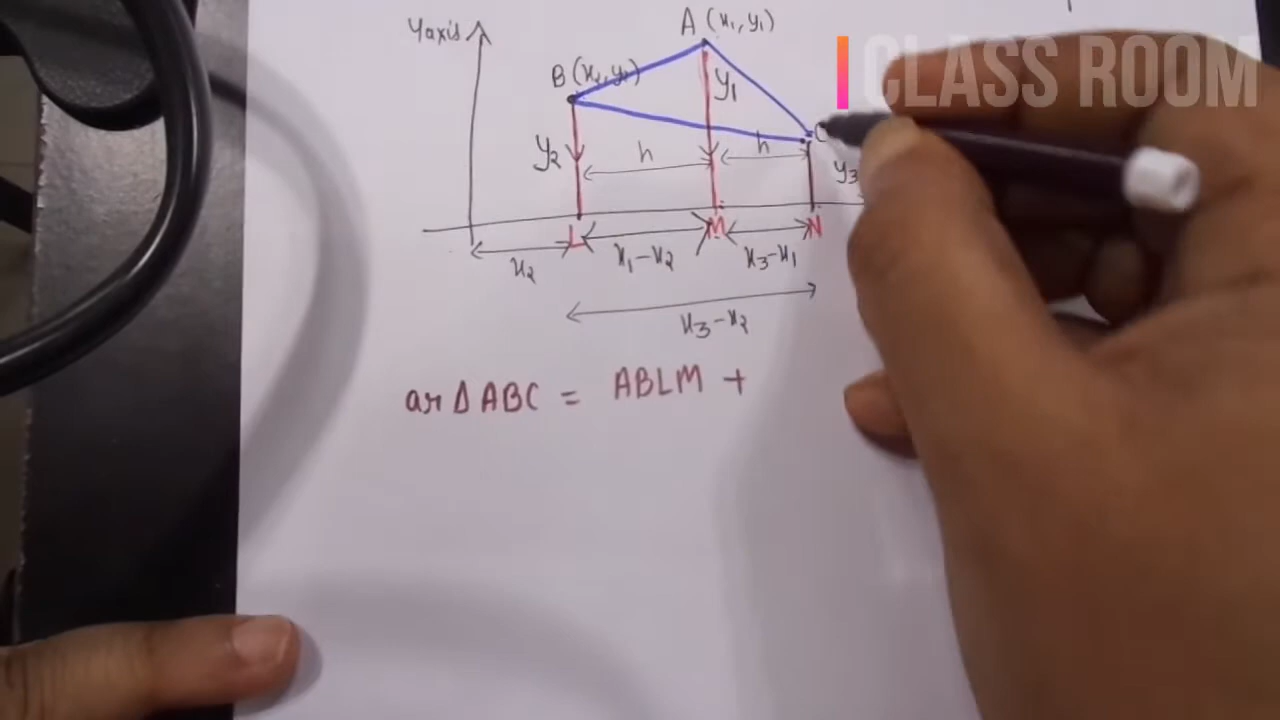 A (x₁, y₁)
y axis
CLASS ROOM
B (x₂, y₂)
y₁
C
y₂
h
h
y₃
L
M
N
x₂
x₁-x₂
x₃-x₁
x₃-x₂
ar Δ ABC = ABLM +